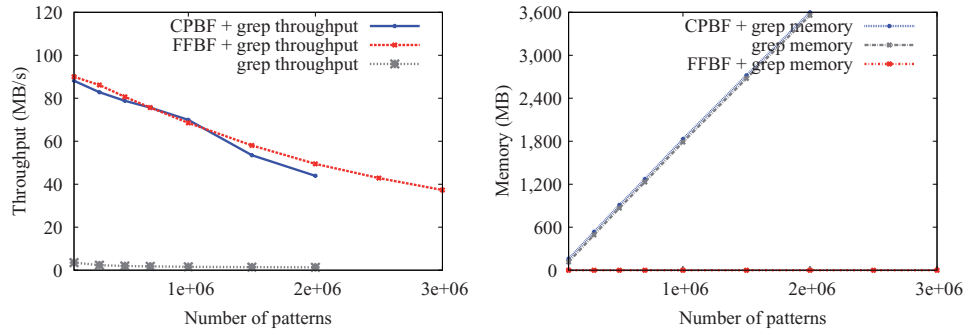 120
100
80
60
40
20
0
Throughput (MB/s)
CPBF + grep throughput
FFBF + grep throughput
grep throughput
1e+06
2e+06
3e+06
Number of patterns
3,600
3,000
2,400
1,800
1,200
600
0
Memory (MB)
CPBF + grep memory
grep memory
FFBF + grep memory
1e+06
2e+06
3e+06
Number of patterns